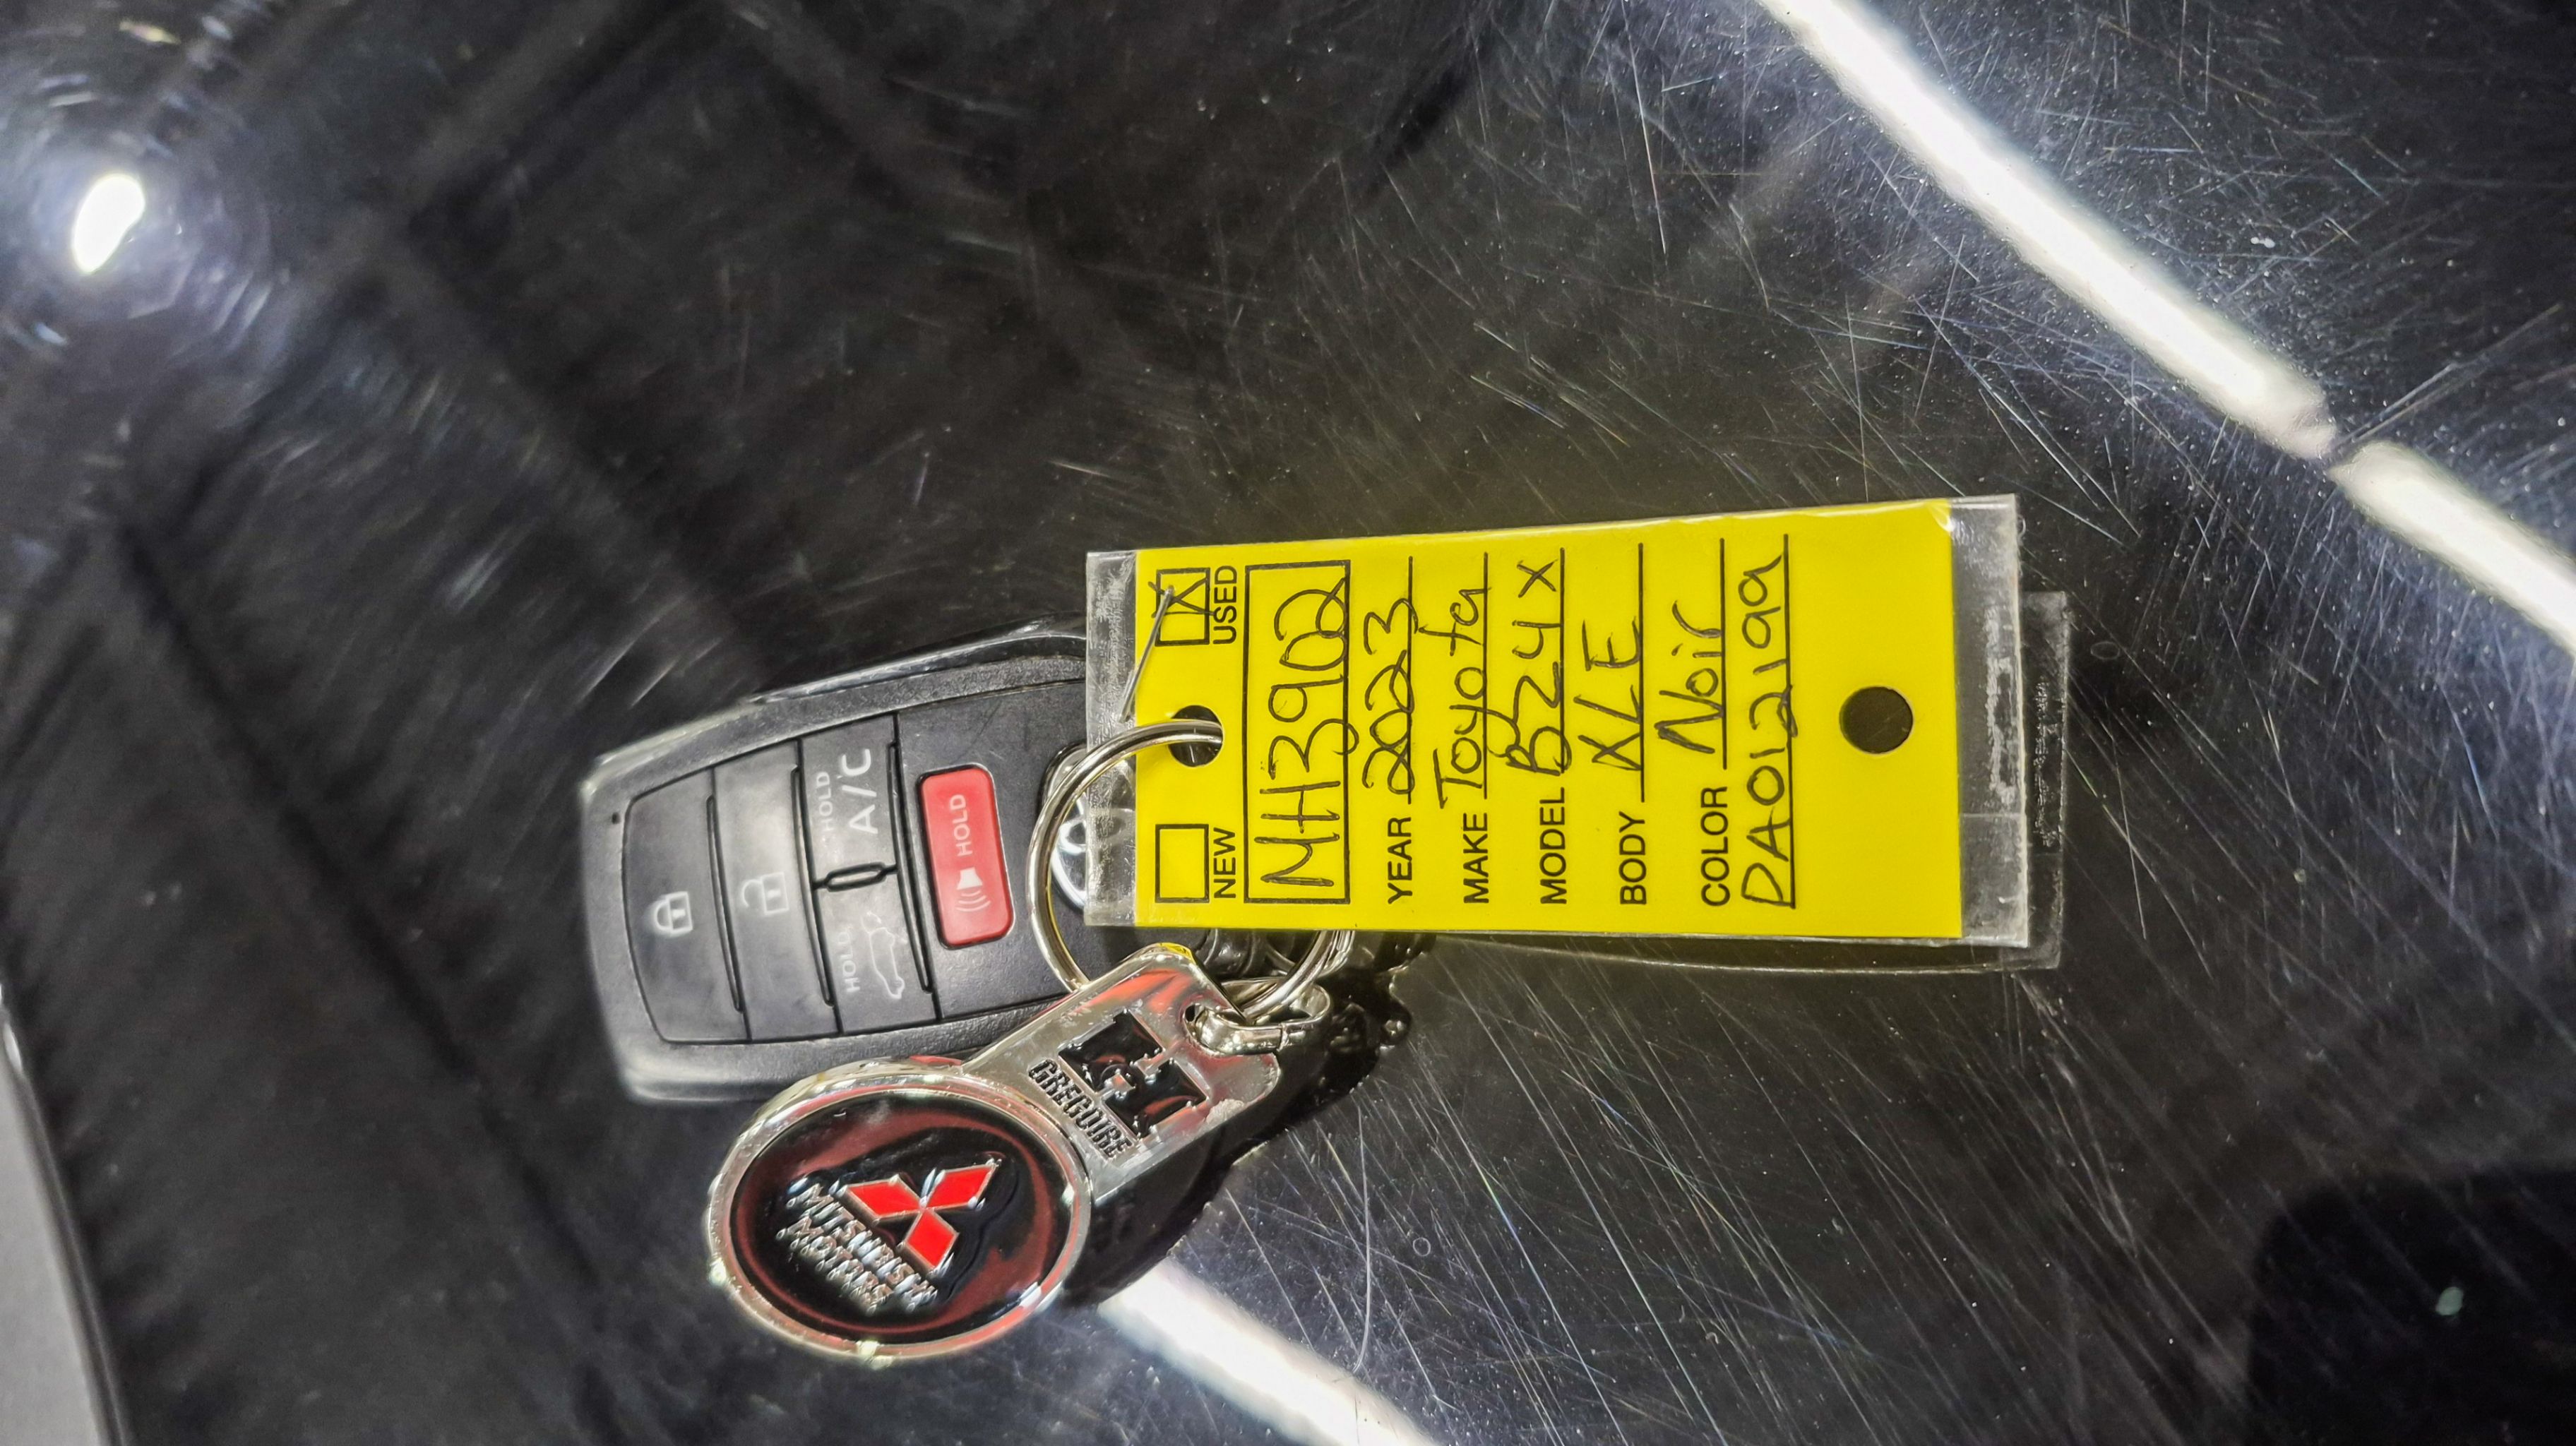 NEW
USED
MH3902
YEAR 2023
MAKE Toyota
MODEL BZ4X
BODY XLE
COLOR Noir
PA012199
HOLD
A/C
HOLD
HOLD
GREGOIRE
MITSUBISHI
MOTORS